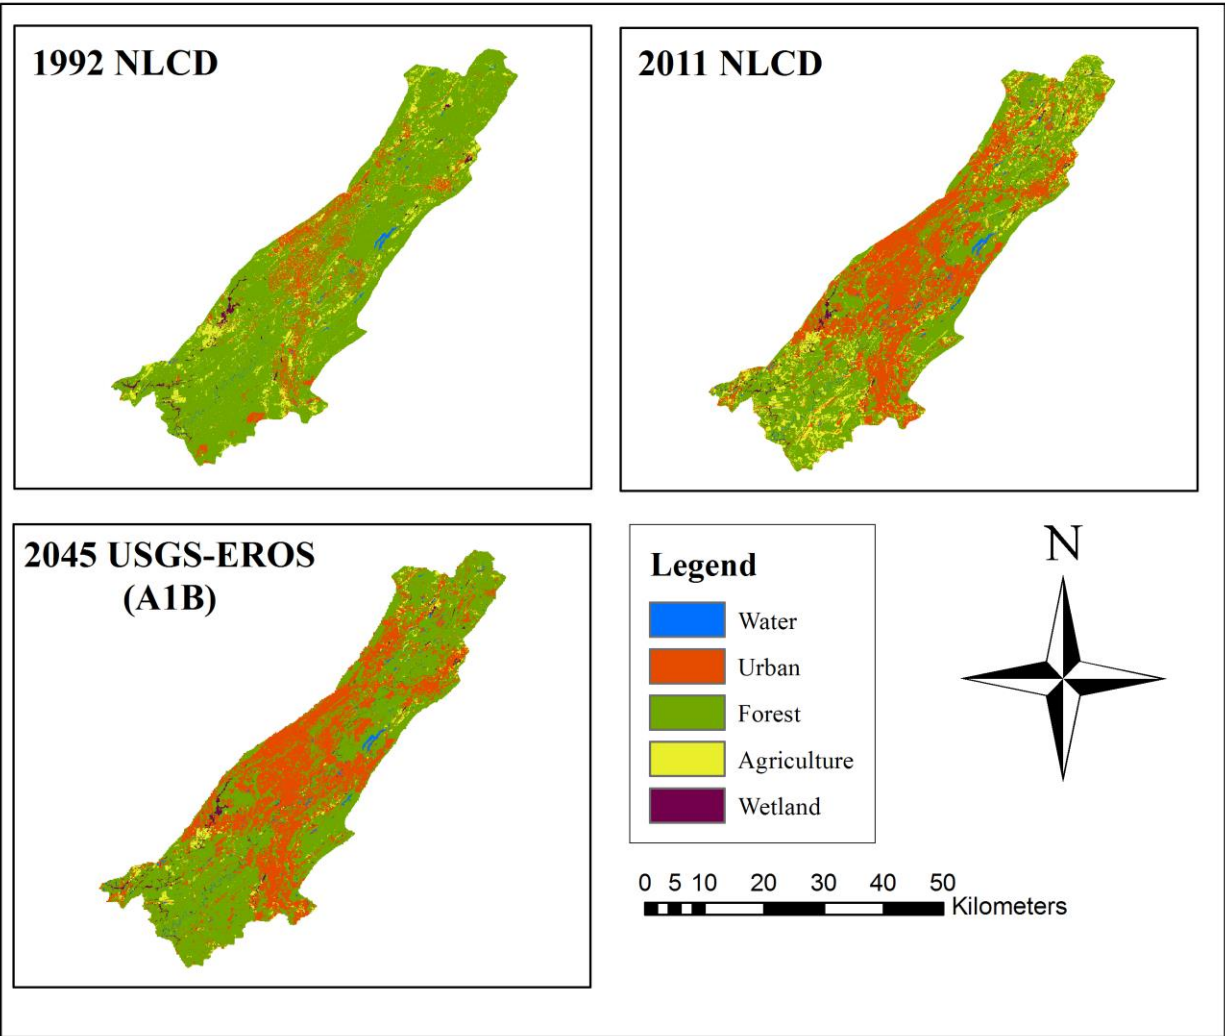 1992 NLCD
2011 NLCD
2045 USGS-EROS
(A1B)
Legend
Water
Urban
Forest
Agriculture
Wetland
N
0 5 10 20 30 40 50
Kilometers